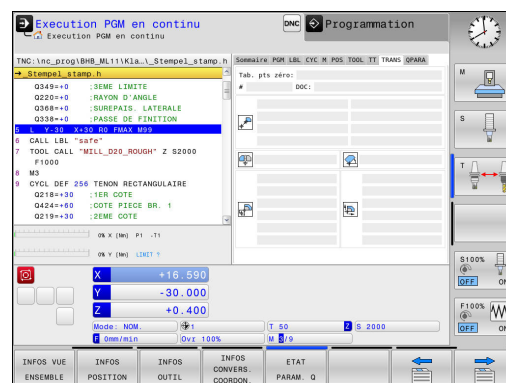 Execution PGM en continu
Execution PGM en continu
DNC
Programmation
TNC:\nc_prog\BHB_ML11\Kla…\_Stempel_stamp.h
→_Stempel_stamp.h
Q349=+0 ;3EME LIMITE
Q220=+0 ;RAYON D'ANGLE
Q368=+0 ;SUREPAIS. LATERALE
Q338=+0 ;PASSE DE FINITION
5 L Y-30 X+30 R0 FMAX M99
6 CALL LBL "safe"
7 TOOL CALL "MILL_D20_ROUGH" Z S2000
F1000
8 M3
9 CYCL DEF 256 TENON RECTANGULAIRE
Q218=+30 ;1ER COTE
Q424=+60 ;COTE PIECE BR. 1
Q219=+30 ;2EME COTE
0% X [Nm] P1 -T1
0% Y [Nm] LIMIT ?
Sommaire PGM LBL CYC M POS TOOL TT TRANS QPARA
Tab. pts zéro:
# DOC:
X +16.590
Y -30.000
Z +0.400
Mode: NOM. 1 T 50 Z S 2000
F 0mm/min Ovr 100% M 3/9
M
S
T
S100%
OFF ON
F100%
OFF ON
INFOS VUE ENSEMBLE
INFOS POSITION
INFOS OUTIL
INFOS CONVERS. COORDON.
ETAT PARAM. Q